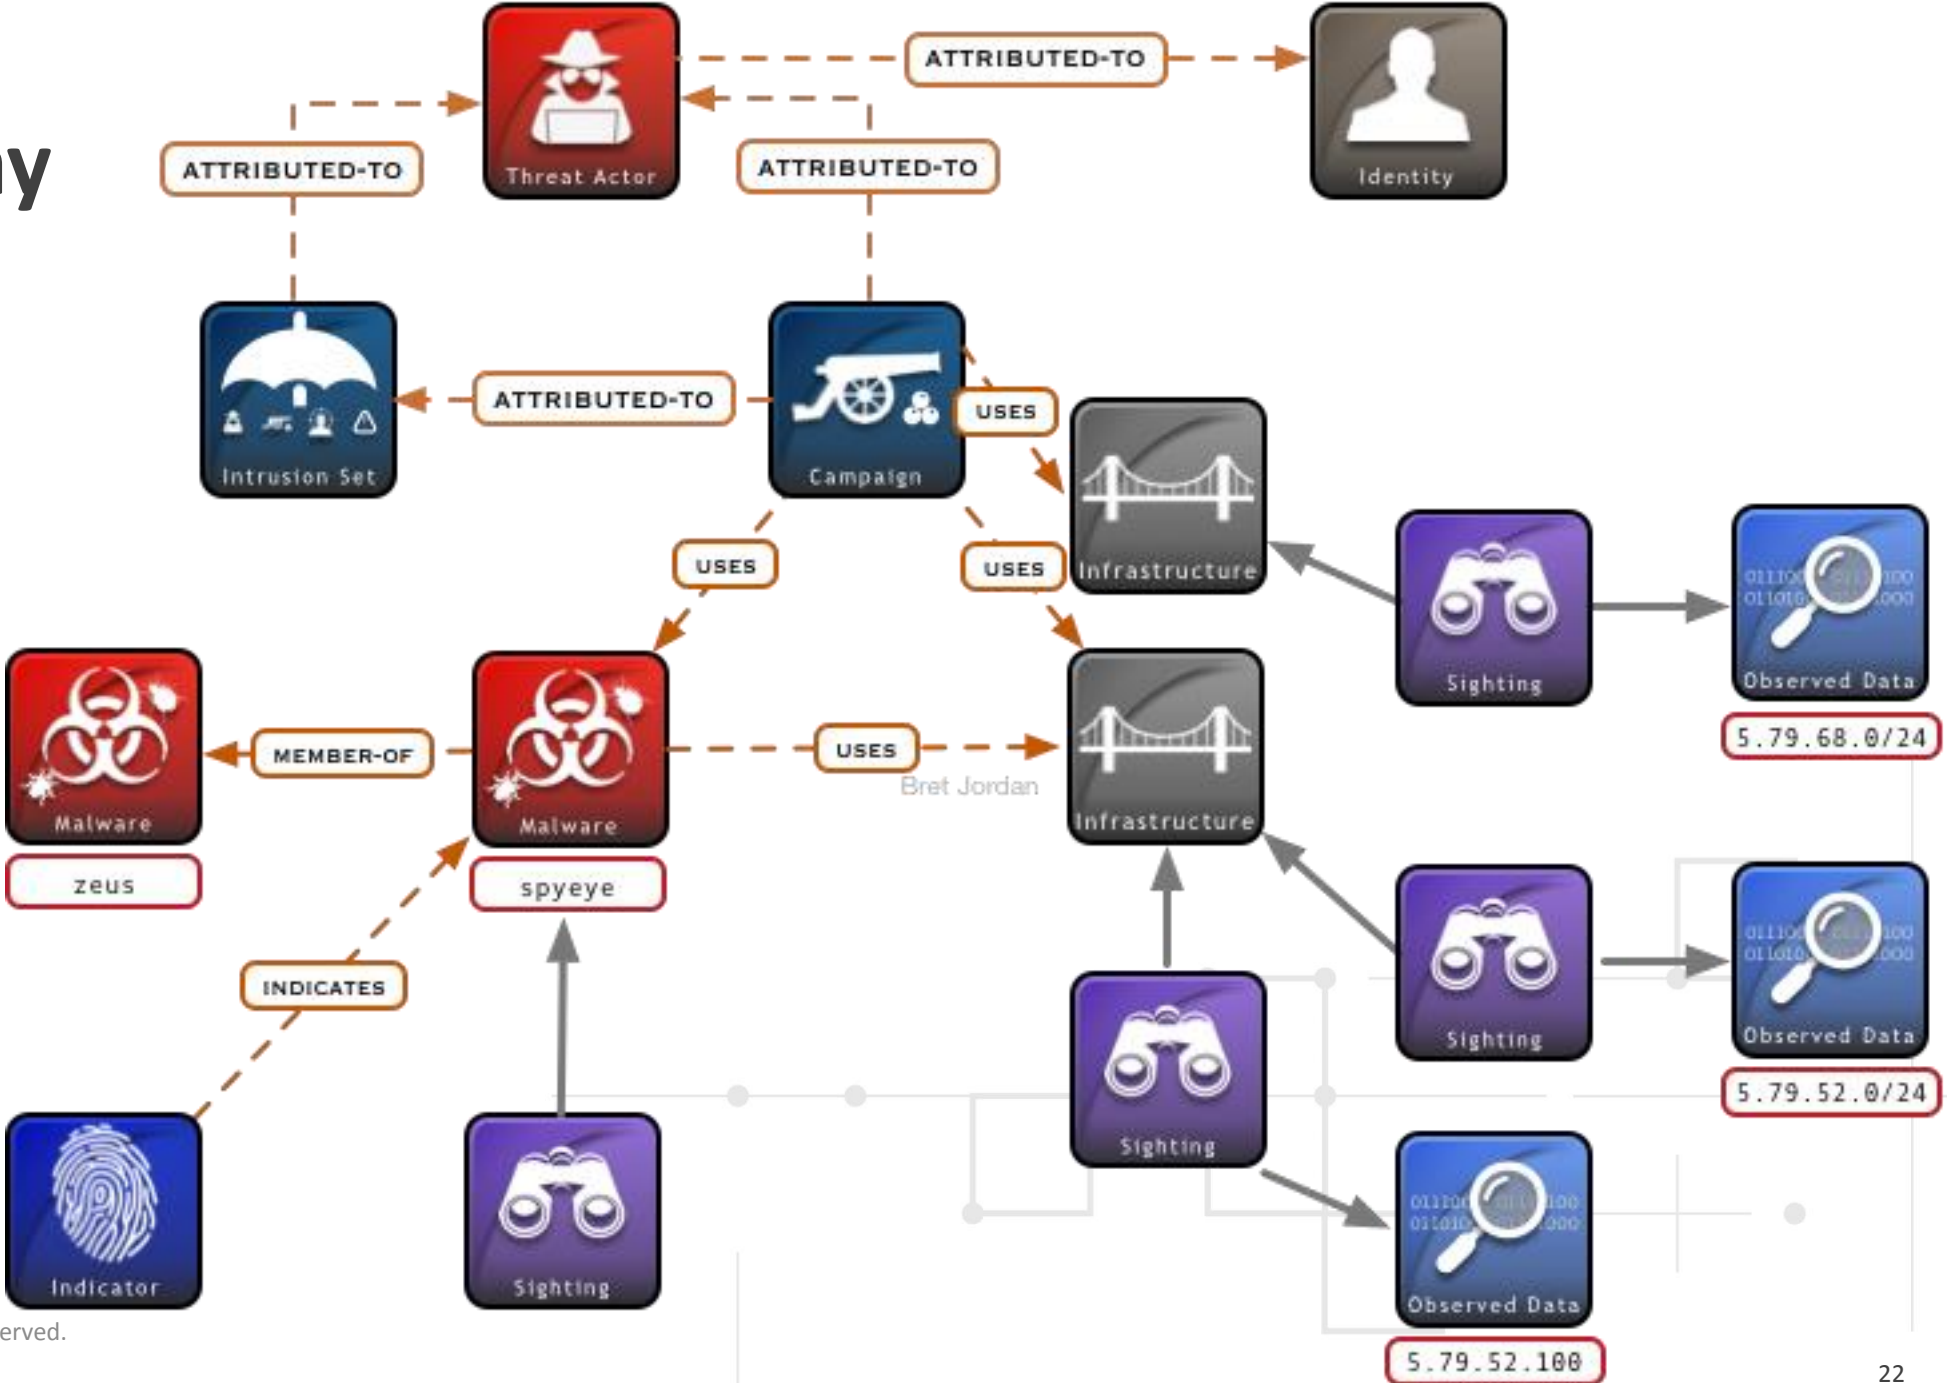 ATTRIBUTED-TO
Threat Actor
Identity
ATTRIBUTED-TO
ATTRIBUTED-TO
ay
ATTRIBUTED-TO
Intrusion Set
Campaign
USES
Infrastructure
USES
USES
Sighting
Observed Data
5.79.68.0/24
MEMBER-OF
USES
Bret Jordan
Malware
Malware
Infrastructure
zeus
spyeye
INDICATES
Sighting
Observed Data
5.79.52.0/24
Sighting
Indicator
Sighting
Observed Data
5.79.52.100
erved.
22